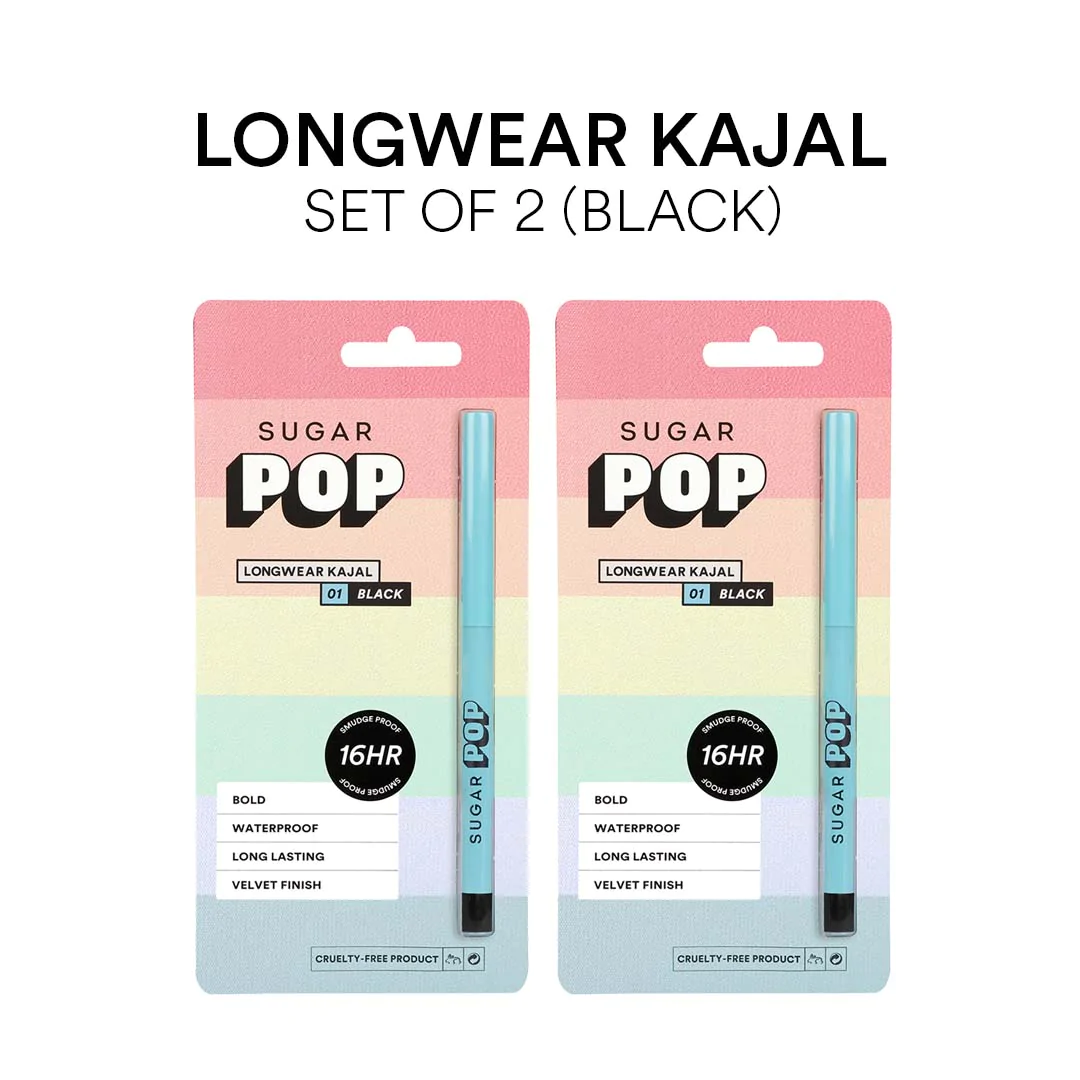 LONGWEAR KAJAL
SET OF 2 (BLACK)
SUGAR
POP
LONGWEAR KAJAL
01 BLACK
SMUDGE PROOF
16HR
SMUDGE PROOF
BOLD
WATERPROOF
LONG LASTING
VELVET FINISH
SUGAR POP
CRUELTY-FREE PRODUCT
SUGAR
POP
LONGWEAR KAJAL
01 BLACK
SMUDGE PROOF
16HR
SMUDGE PROOF
BOLD
WATERPROOF
LONG LASTING
VELVET FINISH
SUGAR POP
CRUELTY-FREE PRODUCT